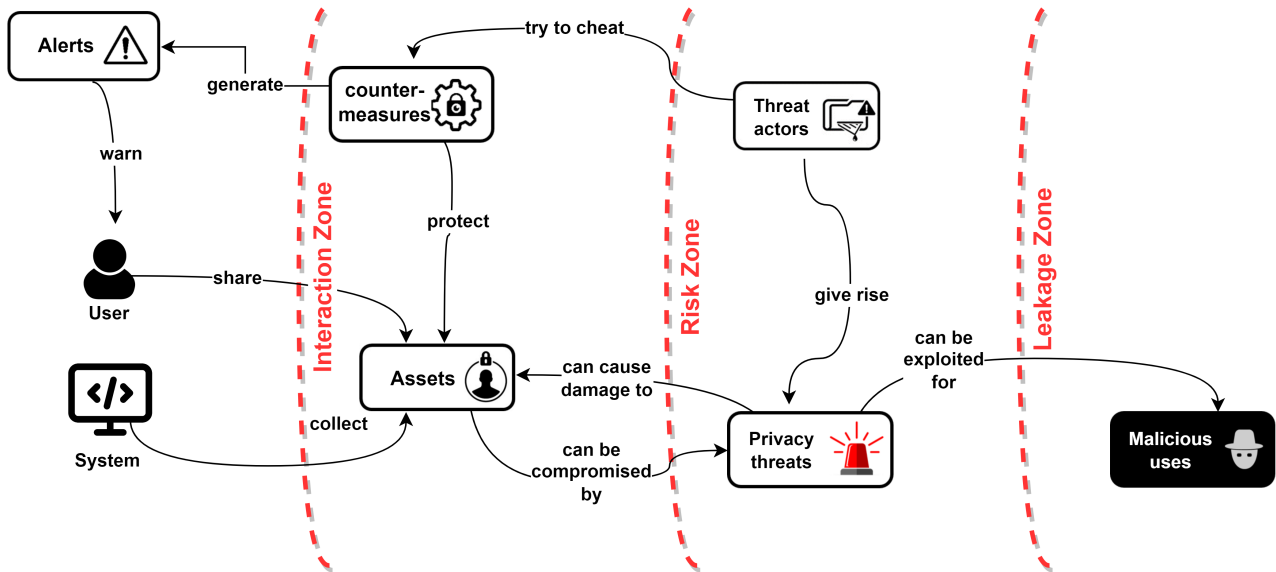 try to cheat
Alerts
generate
counter-
measures
Threat
actors
warn
protect
Interaction Zone
Risk Zone
Leakage Zone
share
User
give rise
can be
exploited
for
can cause
damage to
Assets
</>
collect
System
can be
compromised
by
Privacy
threats
Malicious
uses